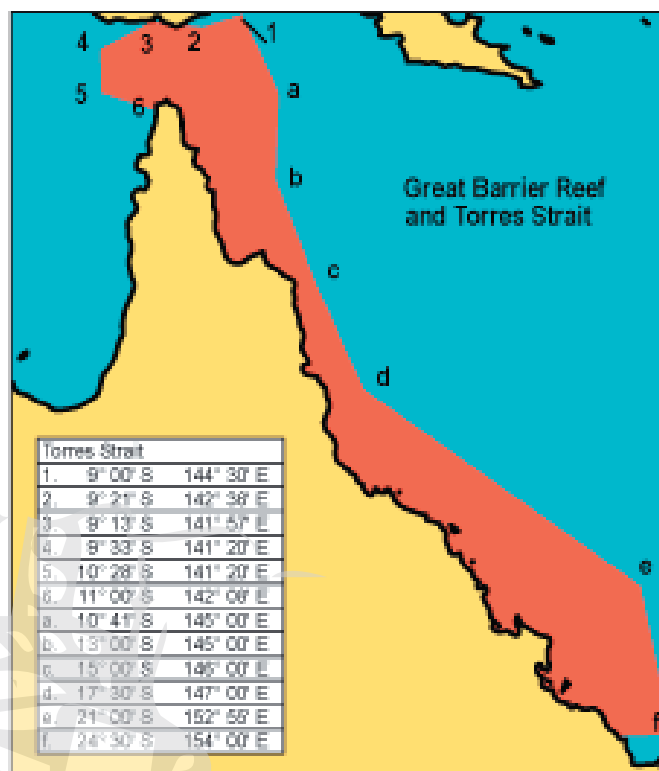 4
3
2
1
5
6
a
b
Great Barrier Reef
and Torres Strait
c
d
e
f
Torres Strait
1. 9° 00' S 144° 30' E
2. 9° 21' S 142° 36' E
3. 9° 13' S 141° 57' E
4. 9° 33' S 141° 20' E
5. 10° 28' S 141° 20' E
6. 11° 00' S 142° 08' E
a. 10° 41' S 145° 00' E
b. 13° 00' S 145° 00' E
c. 15° 00' S 146° 00' E
d. 17° 30' S 147° 00' E
e. 21° 00' S 152° 55' E
f. 24° 30' S 154° 00' E